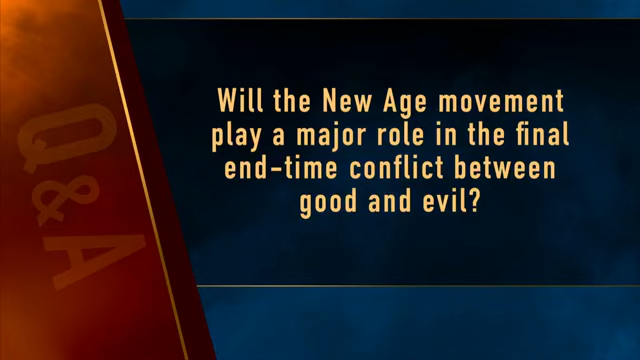 Q&A
Will the New Age movement
play a major role in the final
end-time conflict between
good and evil?